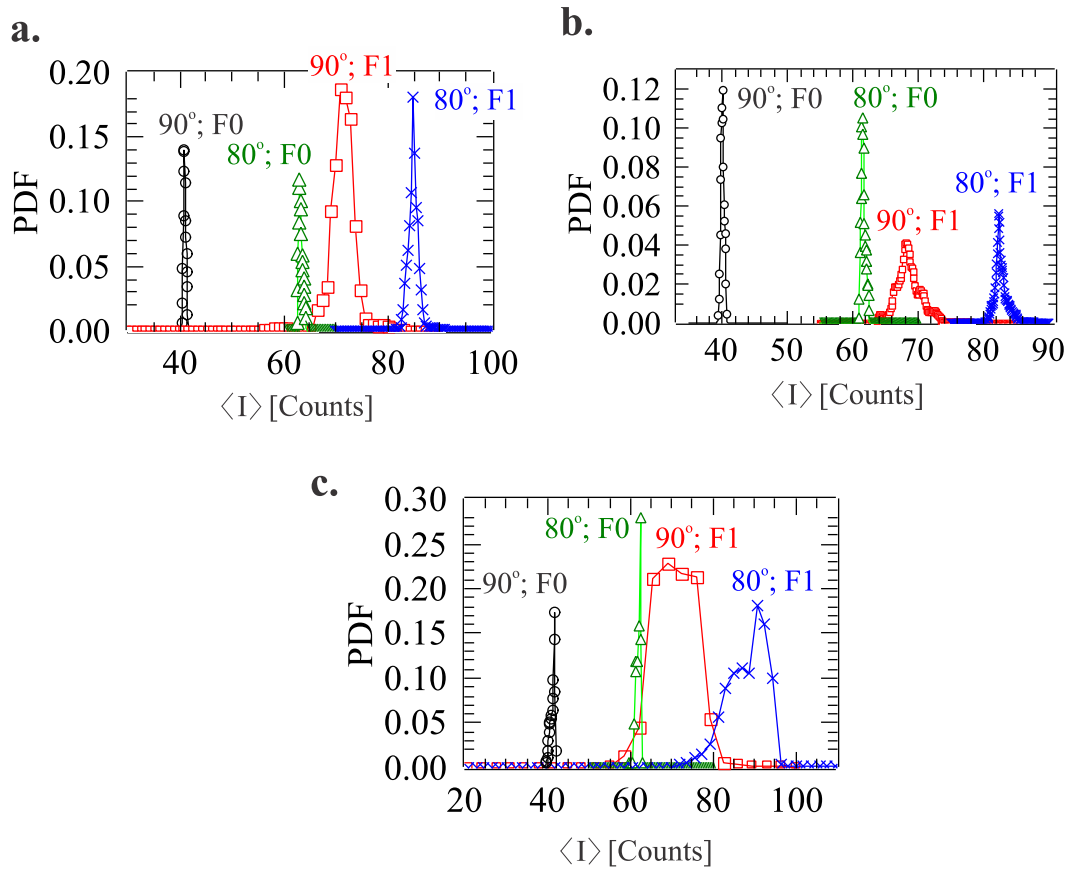 a.
0.20
0.15
0.10
0.05
0.00
PDF
90°; F0
80°; F0
90°; F1
80°; F1
40 60 80 100
⟨I⟩ [Counts]
b.
0.12
0.10
0.08
0.06
0.04
0.02
0.00
PDF
90°; F0
80°; F0
90°; F1
80°; F1
40 50 60 70 80 90
⟨I⟩ [Counts]
c.
0.30
0.25
0.20
0.15
0.10
0.05
0.00
PDF
90°; F0
80°; F0
90°; F1
80°; F1
20 40 60 80 100
⟨I⟩ [Counts]